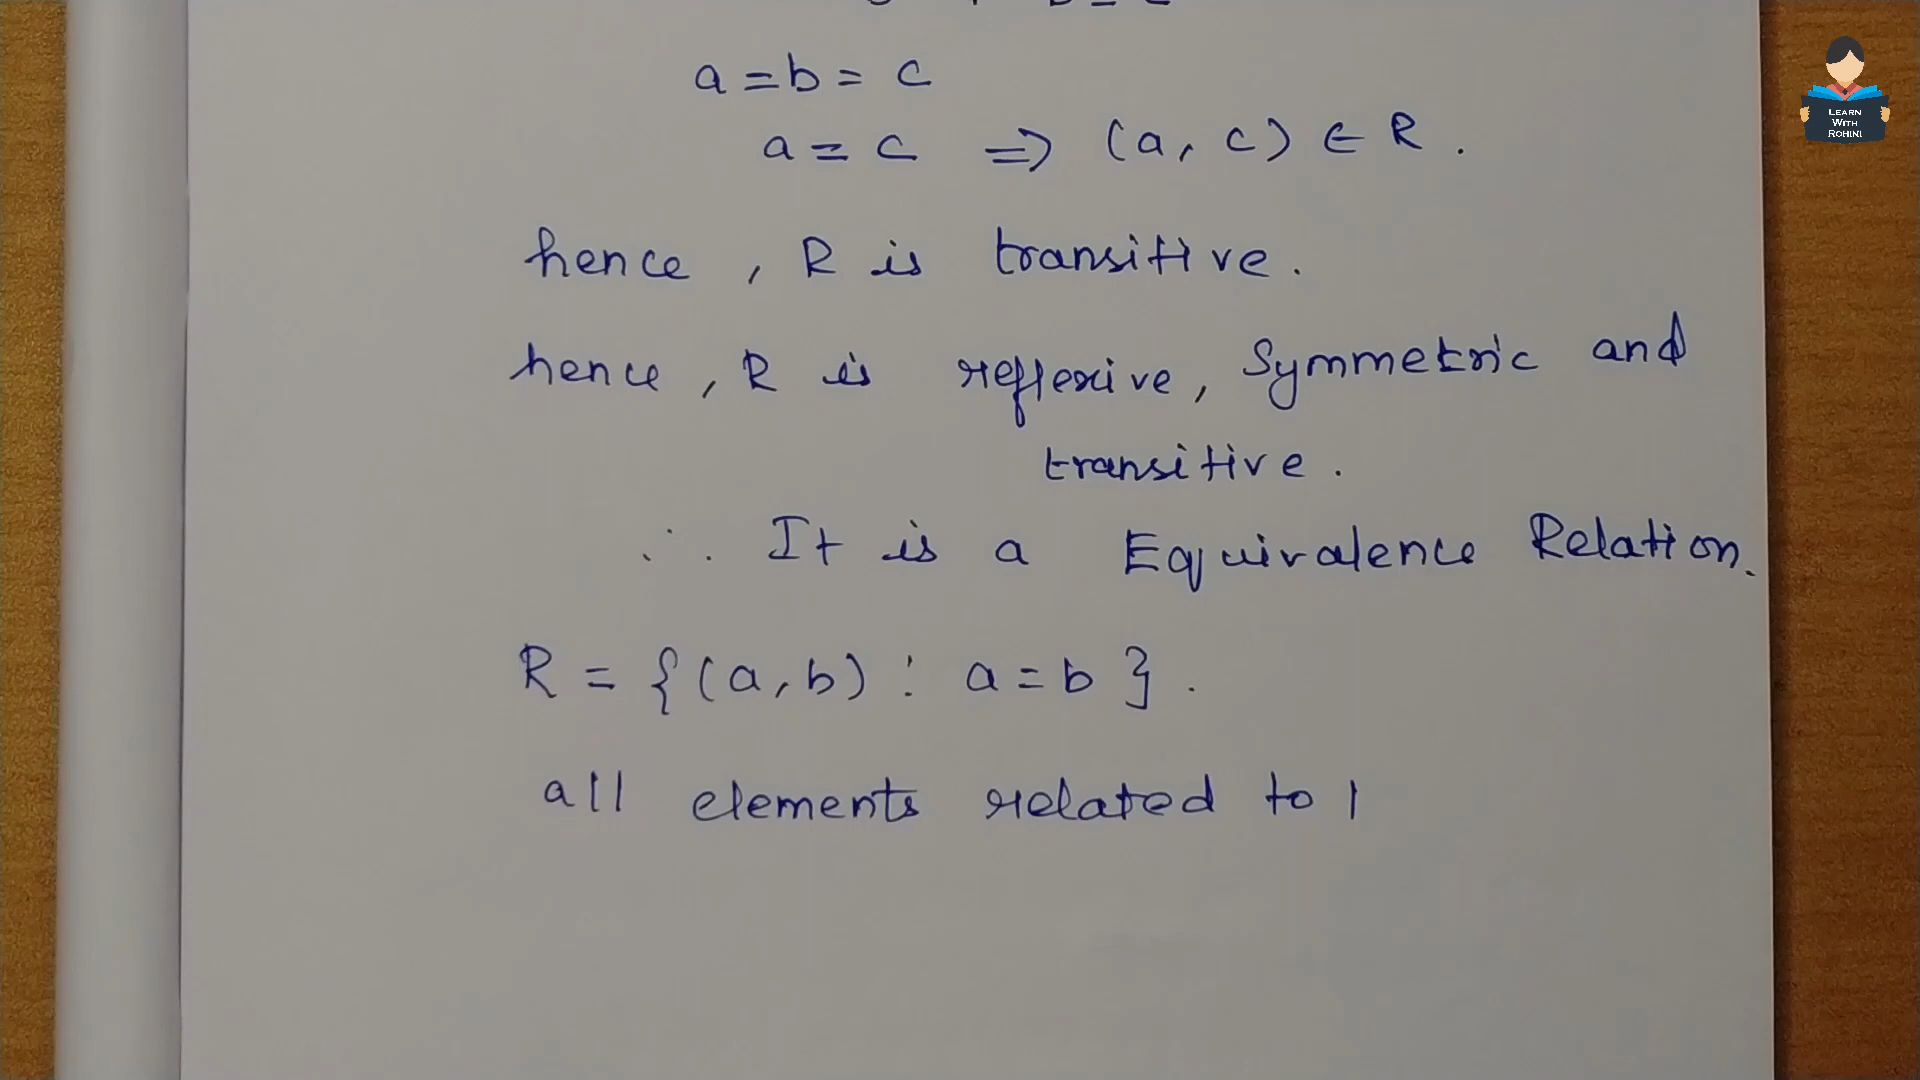 a = b = c
a = c => (a, c) ∈ R.
hence, R is transitive.
hence, R is reflexive, Symmetric and
transitive.
∴ It is a Equivalence Relation.
R = {(a, b) : a = b}.
all elements related to 1
LEARN
WITH
ROHINI